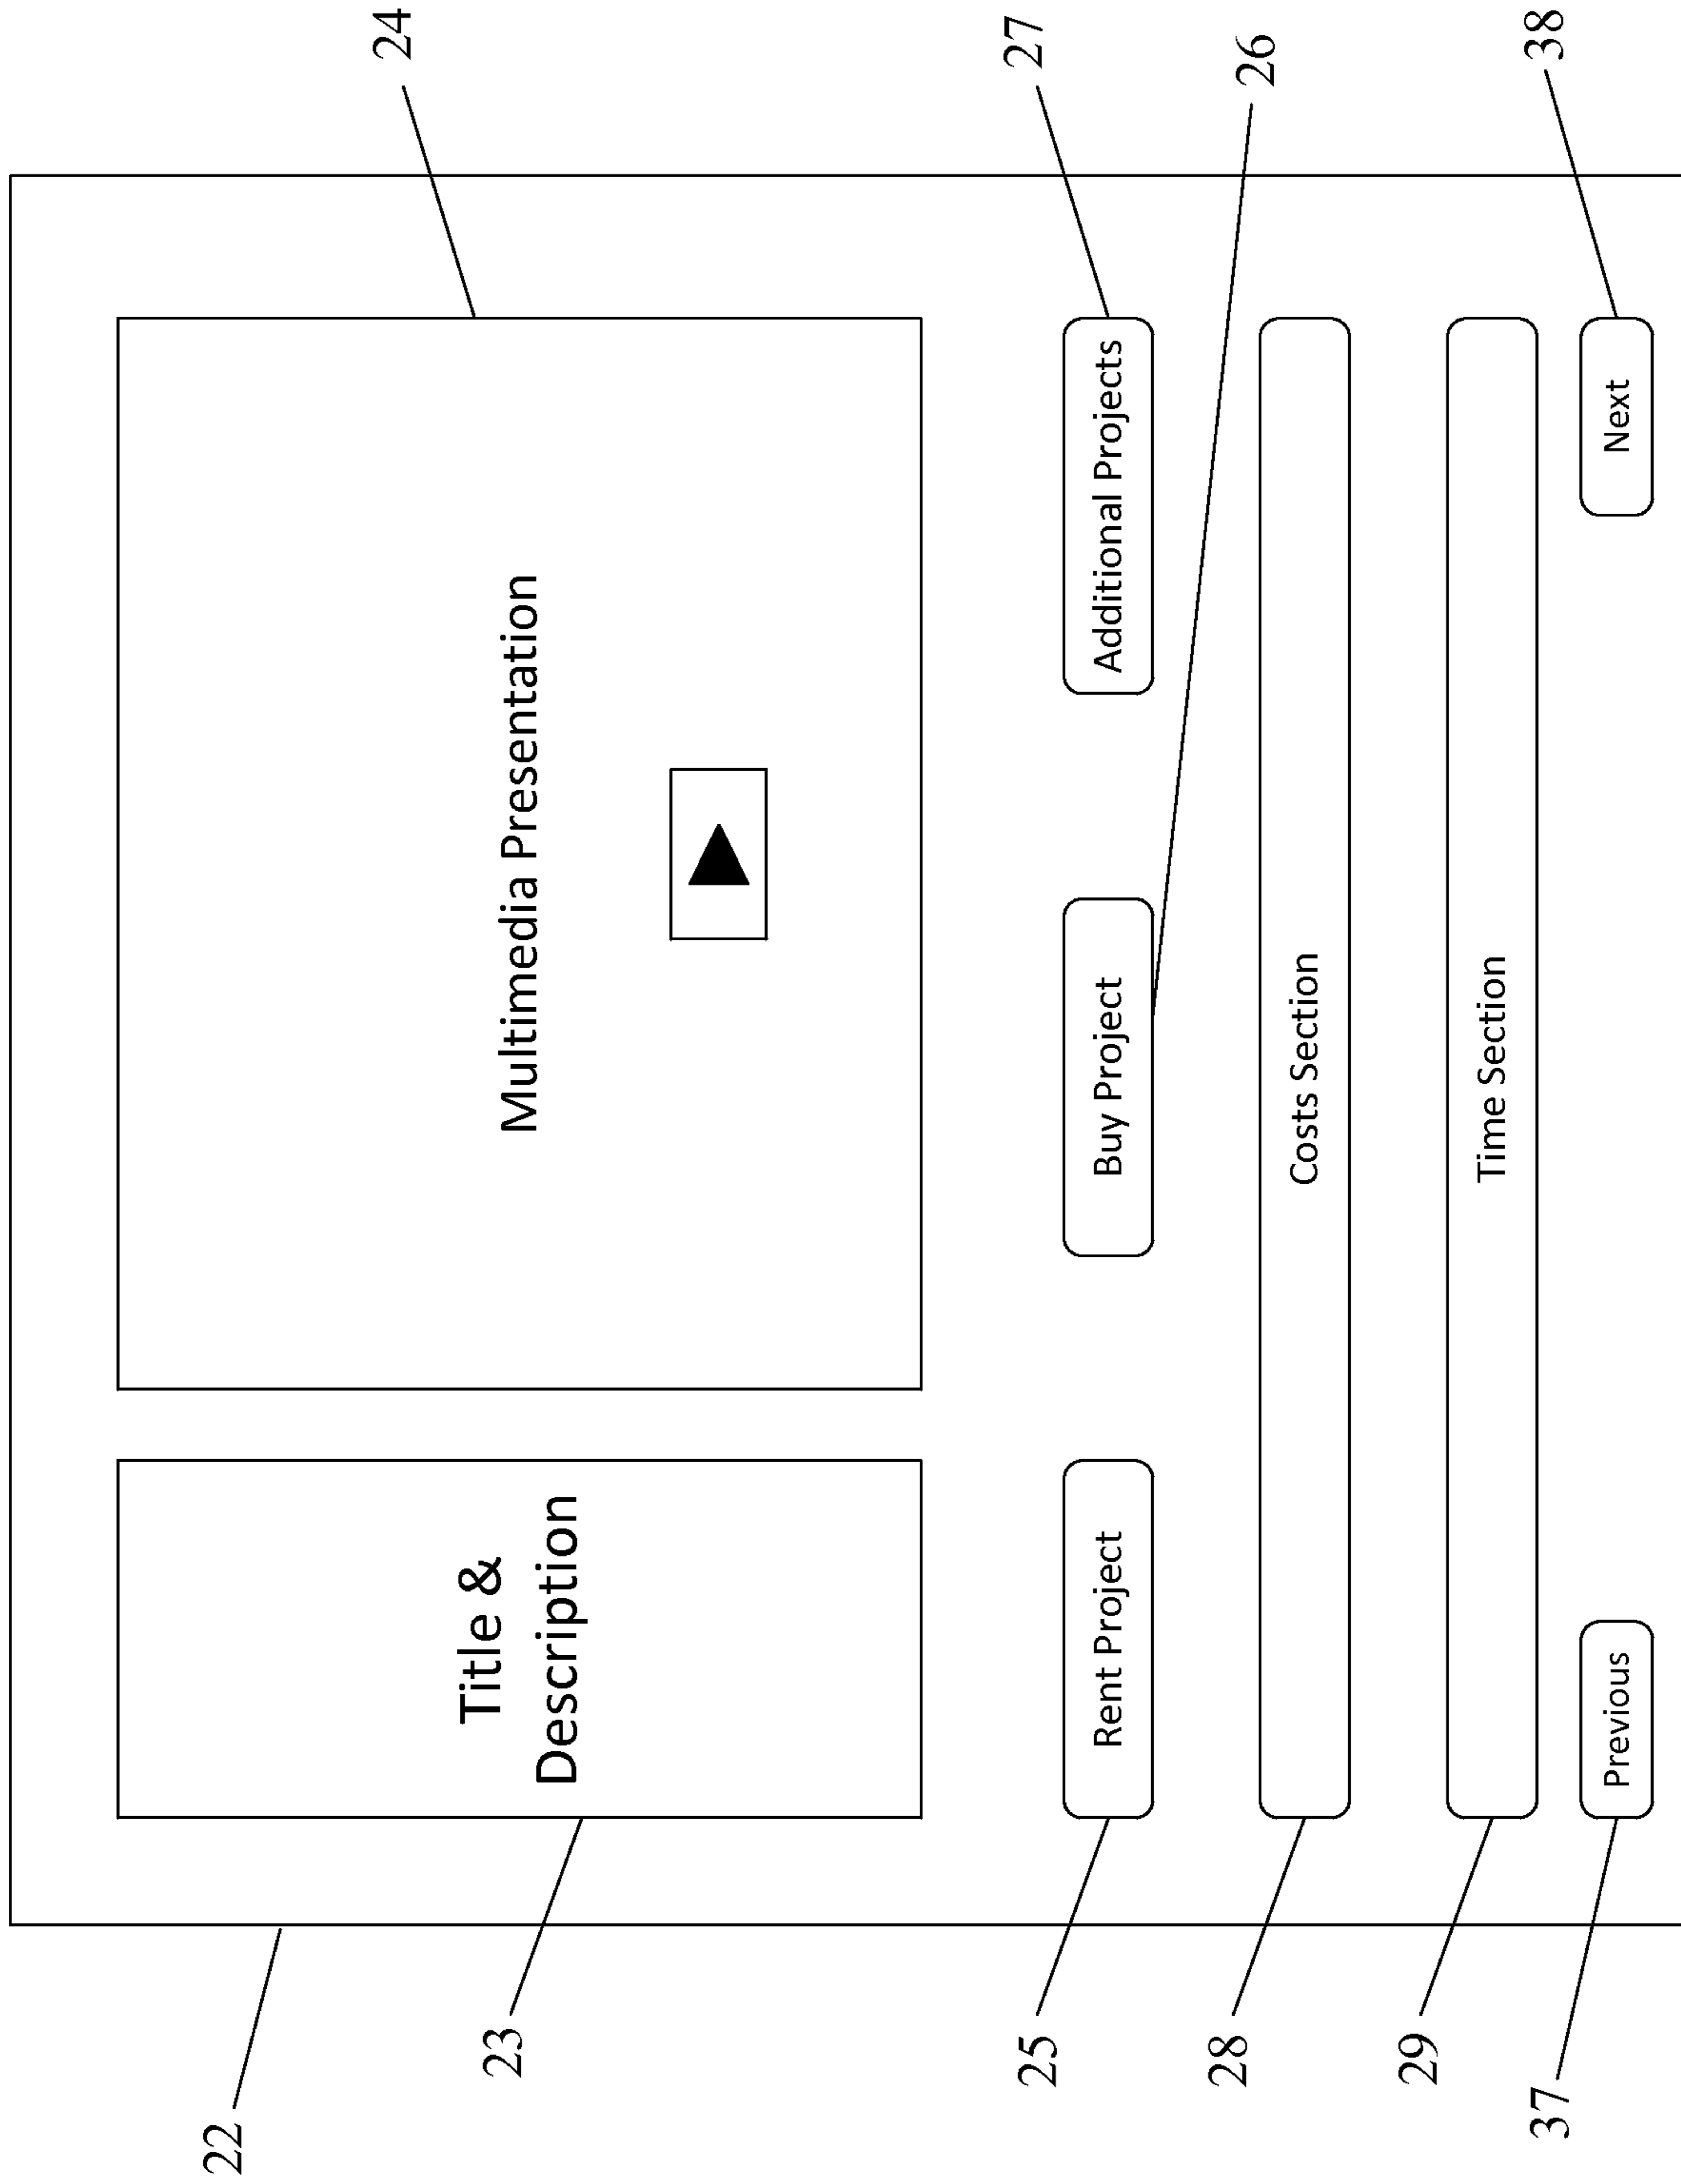 22
23
Title &
Description
Multimedia Presentation
24
25
Rent Project
Buy Project
26
Additional Projects
27
28
Costs Section
29
Time Section
37
Previous
Next
38